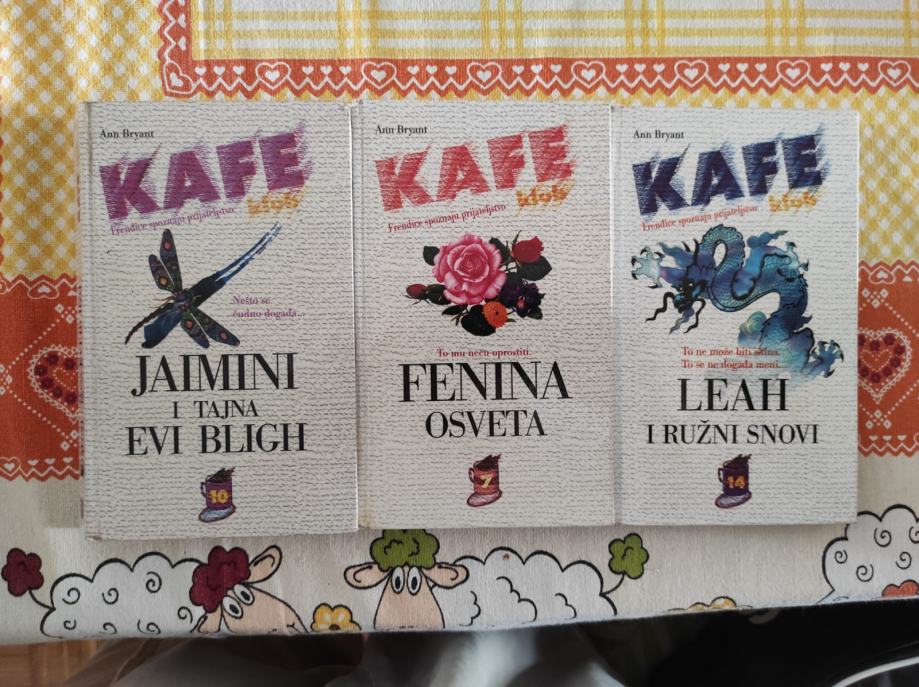 Ann Bryant
KAFE
klub
Frendice spoznaju prijateljstvo
Nešto se
čudno događa...
JAIMINI
I TAJNA
EVI BLIGH
10
Ann Bryant
KAFE
klub
Frendice spoznaju prijateljstvo
To mu neću oprostiti.
FENINA
OSVETA
7
Ann Bryant
KAFE
klub
Frendice spoznaju prijateljstvo
To ne može biti istina.
To se ne događa meni.
LEAH
I RUŽNI SNOVI
14